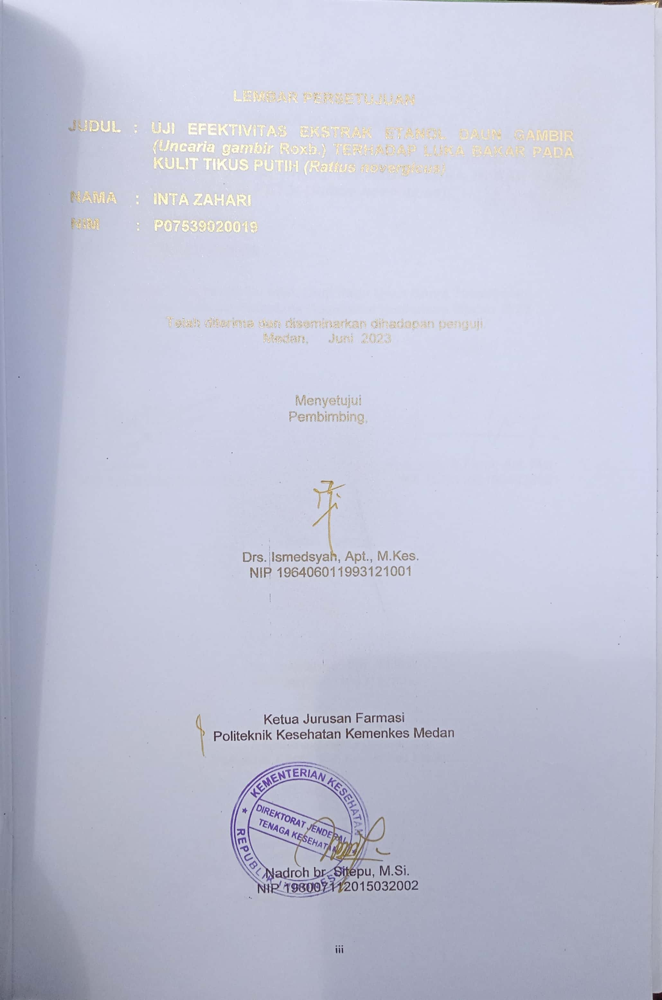 LEMBAR PERSETUJUAN
JUDUL : UJI EFEKTIVITAS EKSTRAK ETANOL DAUN GAMBIR
(Uncaria gambir Roxb.) TERHADAP LUKA BAKAR PADA
KULIT TIKUS PUTIH (Rattus novergicus)
NAMA : INTA ZAHARI
NIM : P07539020019
Telah diterima dan diseminarkan dihadapan penguji
Medan, Juni 2023
Menyetujui
Pembimbing,
Drs. Ismedsyah, Apt., M.Kes.
NIP 196406011993121001
Ketua Jurusan Farmasi
Politeknik Kesehatan Kemenkes Medan
KEMENTERIAN KESEHATAN
DIREKTORAT JENDERAL
TENAGA KESEHATAN
REPUBLIK INDONESIA
Nadroh br. Sitepu, M.Si.
NIP 198007112015032002
iii